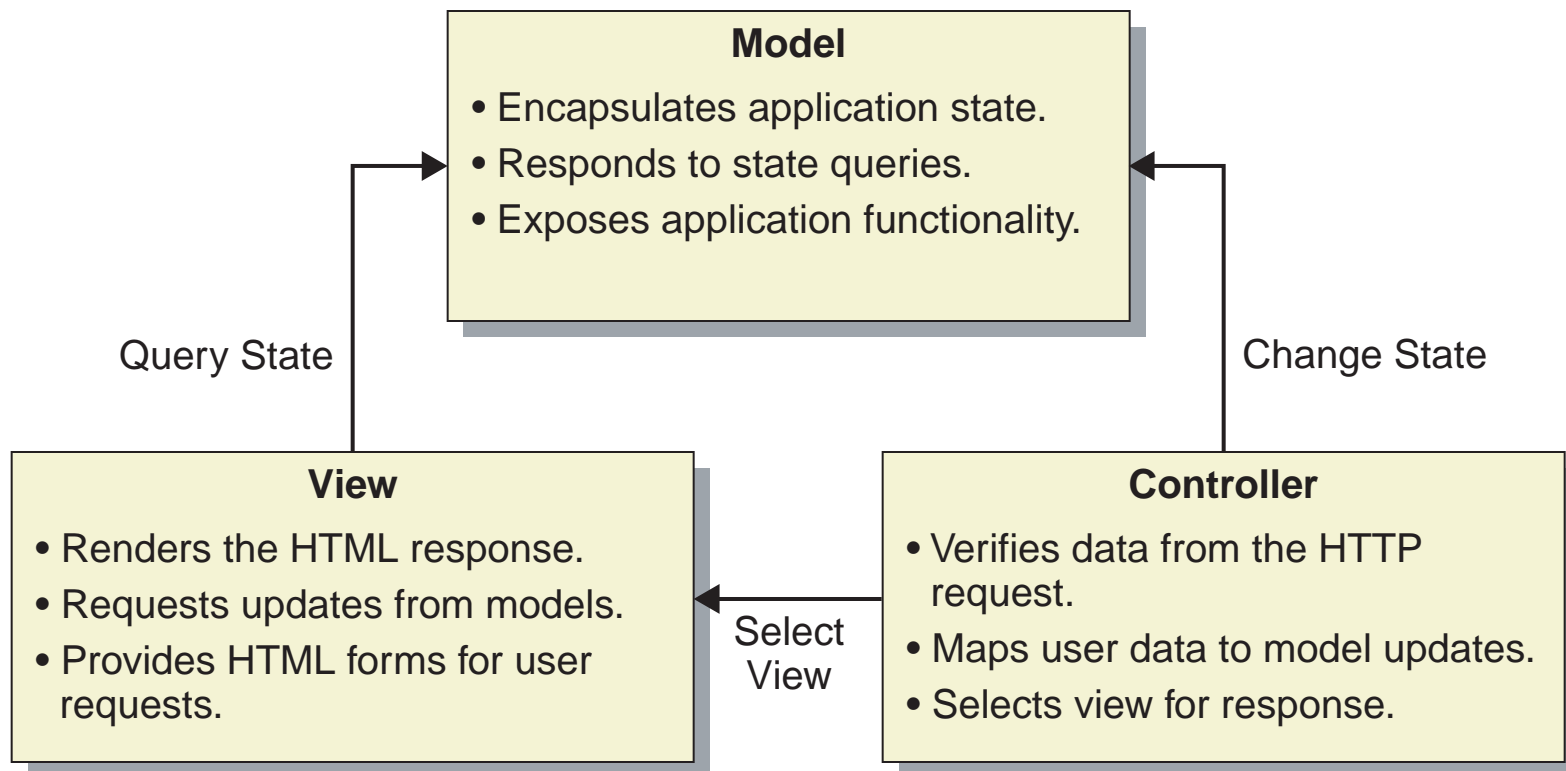 Model
• Encapsulates application state.
• Responds to state queries.
• Exposes application functionality.
Query State
Change State
View
• Renders the HTML response.
• Requests updates from models.
• Provides HTML forms for user
requests.
Select
View
Controller
• Verifies data from the HTTP
request.
• Maps user data to model updates.
• Selects view for response.